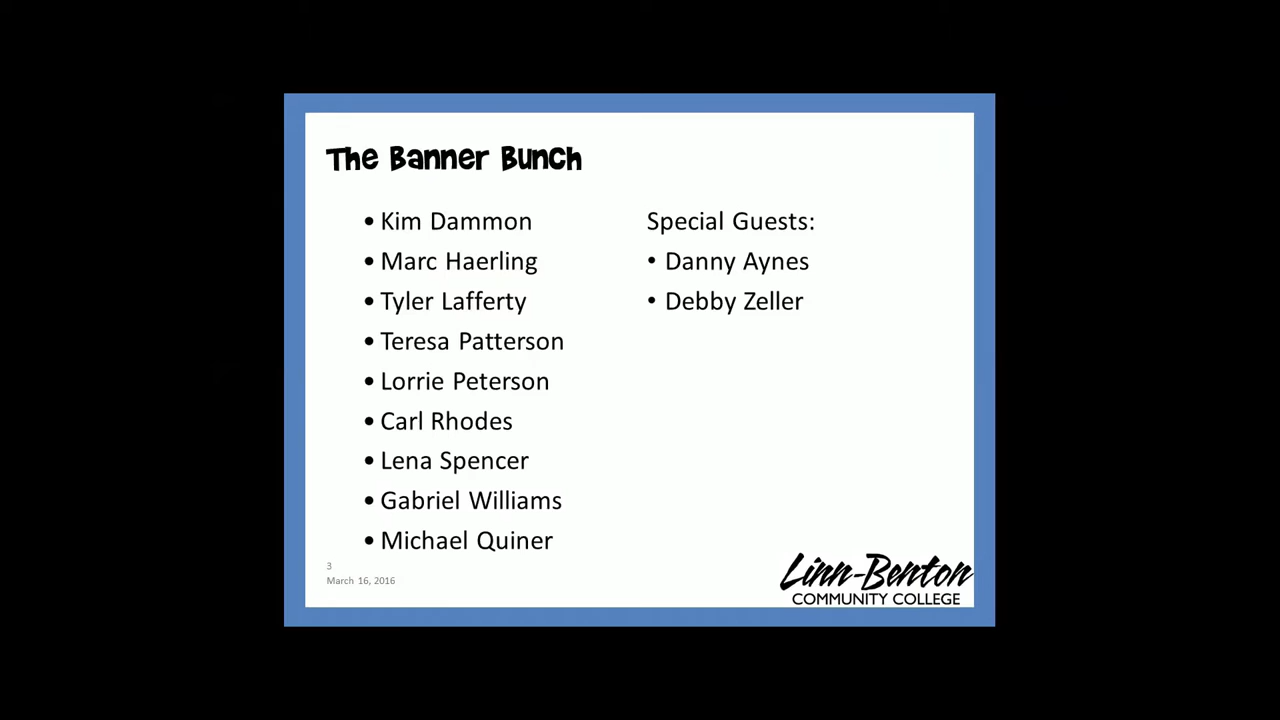 The Banner Bunch
• Kim Dammon
• Marc Haerling
• Tyler Lafferty
• Teresa Patterson
• Lorrie Peterson
• Carl Rhodes
• Lena Spencer
• Gabriel Williams
• Michael Quiner
Special Guests:
• Danny Aynes
• Debby Zeller
3
March 16, 2016
Linn-Benton
COMMUNITY COLLEGE